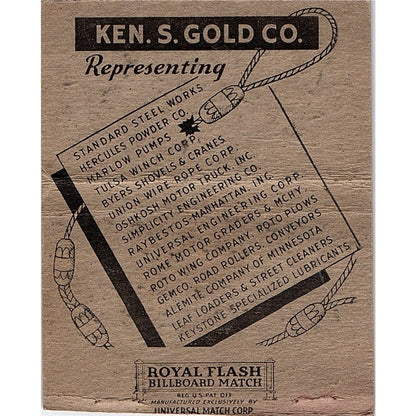 KEN. S. GOLD CO.
Representing
STANDARD STEEL WORKS
HERCULES POWDER CO.
MARLOW PUMPS
TULSA WINCH CORP.
BYERS SHOVELS & CRANES
UNION WIRE ROPE CORP.
OSHKOSH MOTOR TRUCK, INC.
SIMPLICITY ENGINEERING CO.
RAYBESTOS-MANHATTAN, INC.
UNIVERSAL ENGINEERING CORP.
ROME MOTOR GRADERS & MCHY.
ROTO WING COMPANY, ROTO PLOWS
GEMCO, ROAD ROLLERS, CONVEYORS
ALEMITE COMPANY OF MINNESOTA
LEAF LOADERS & STREET CLEANERS
KEYSTONE SPECIALIZED LUBRICANTS
ROYAL FLASH
BILLBOARD MATCH
REG. U.S. PAT. OFF.
MANUFACTURED EXCLUSIVELY BY
UNIVERSAL MATCH CORP.